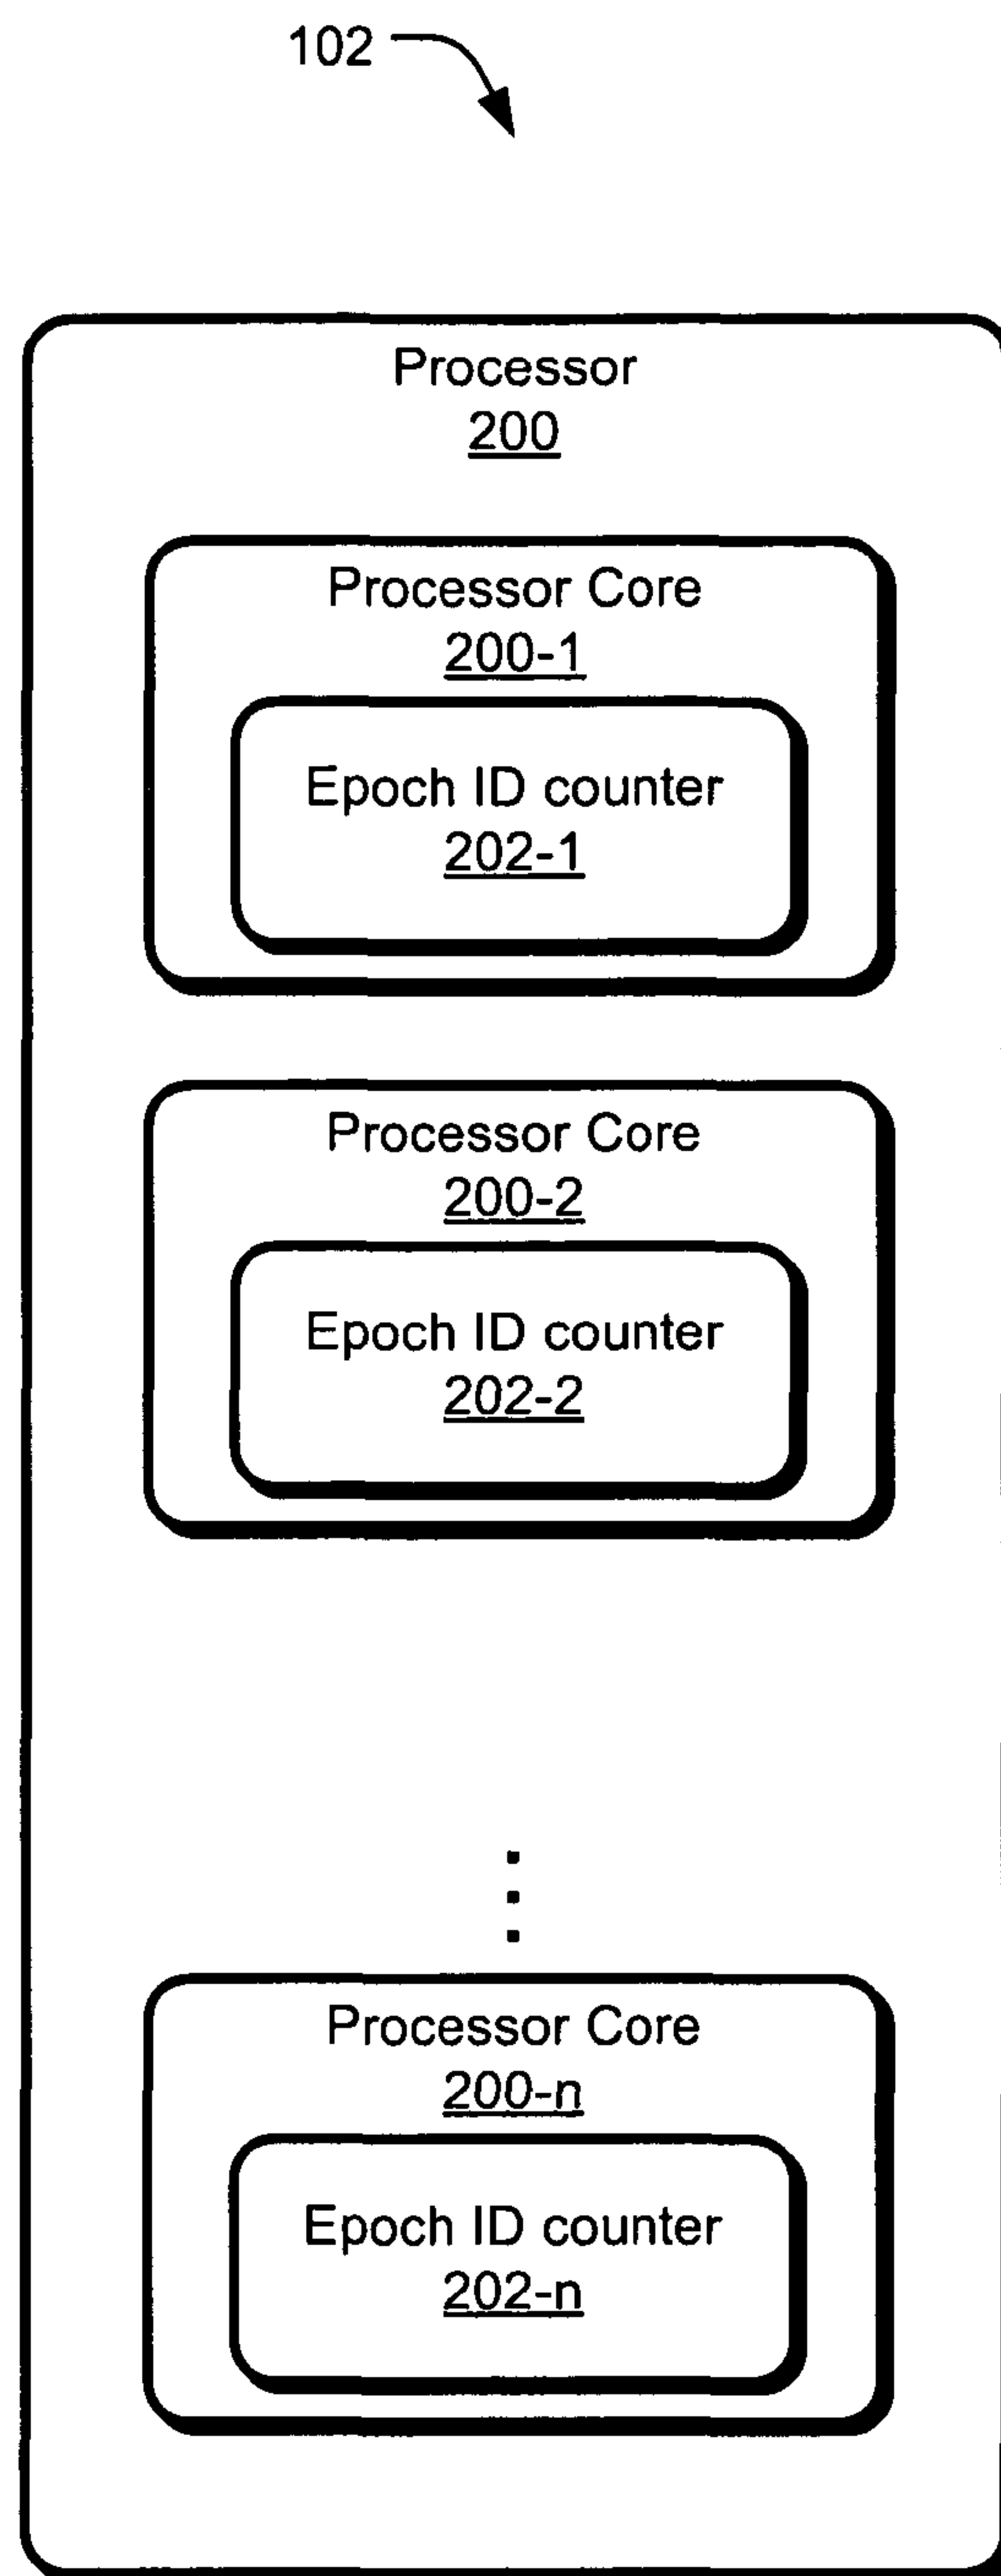 102
Processor
200
Processor Core
200-1
Epoch ID counter
202-1
Processor Core
200-2
Epoch ID counter
202-2
Processor Core
200-n
Epoch ID counter
202-n